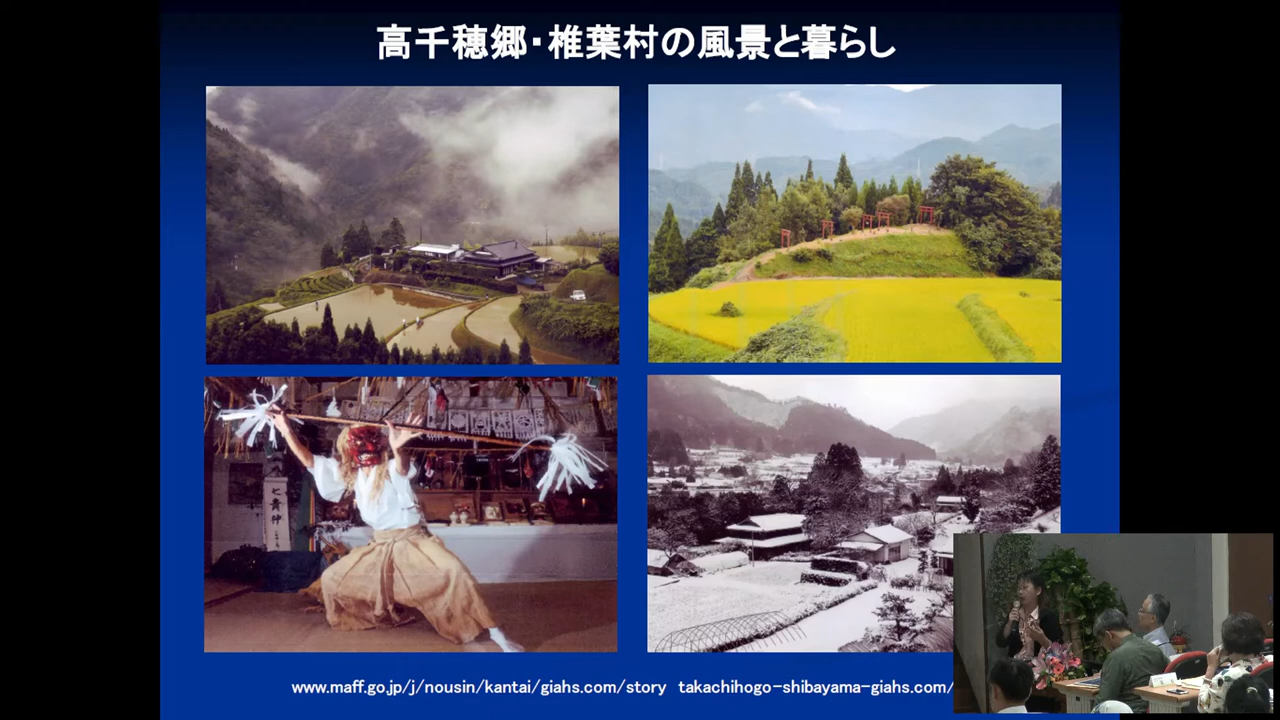 高千穂郷・椎葉村の風景と暮らし
www.maff.go.jp/j/nousin/kantai/giahs.com/story takachihogo-shibayama-giahs.com/